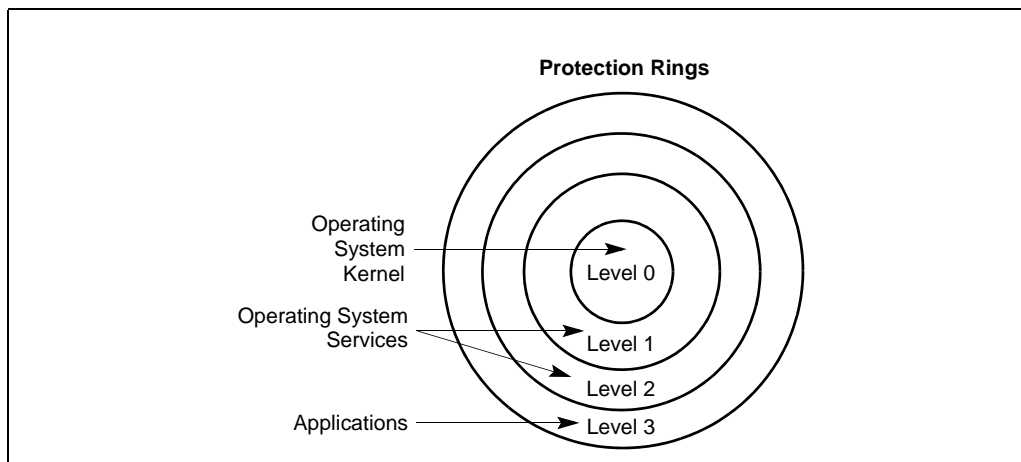 Protection Rings
Operating
System
Kernel
Level 0
Operating System
Services
Level 1
Level 2
Applications
Level 3